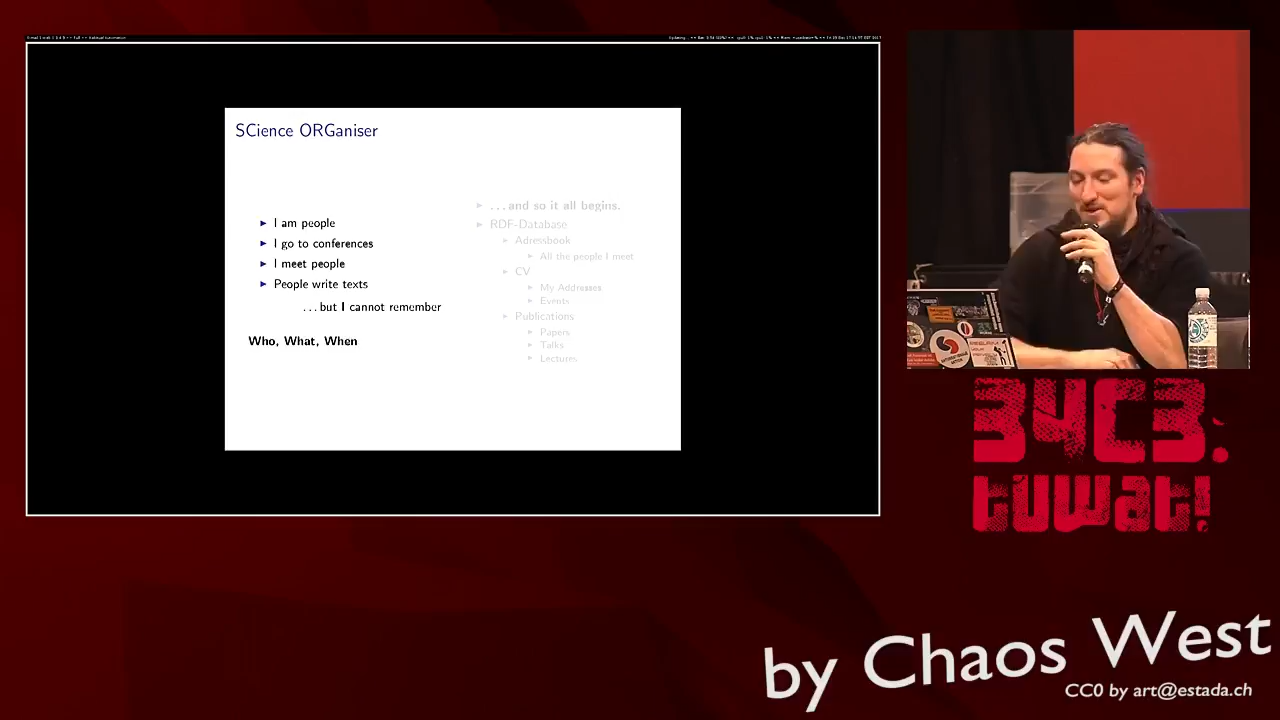 SCience ORGaniser
I am people
I go to conferences
I meet people
People write texts
...but I cannot remember
Who, What, When
...and so it all begins.
RDF-Database
Adressbook
All the people I meet
CV
My Addresses
Events
Publications
Papers
Talks
Lectures
34C3:
tuwat!
by Chaos West
CC0 by art@estada.ch